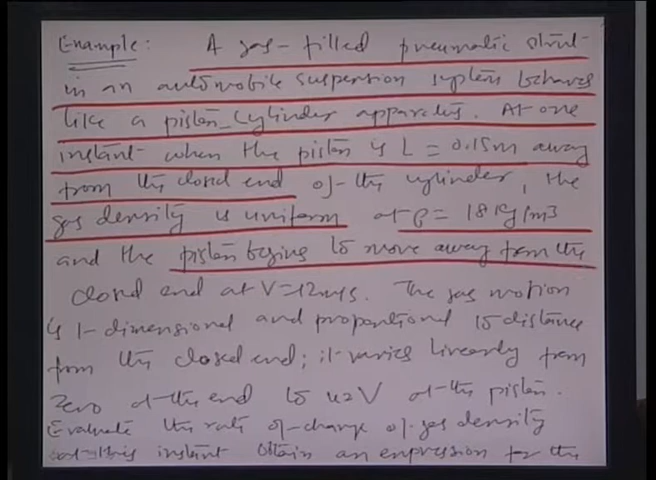 Example: A gas-filled pneumatic strut
in an automobile suspension system behaves
like a piston-cylinder apparatus. At one
instant when the piston is L = 0.15m away
from the closed end of the cylinder, the
gas density is uniform at ρ = 18 kg/m3
and the piston begins to move away from the
closed end at V=12m/s. The gas motion
is 1-dimensional and proportional to distance
from the closed end; it varies linearly from
zero at the end to u=V at the piston.
Evaluate the rate of change of gas density
at this instant. Obtain an expression for the